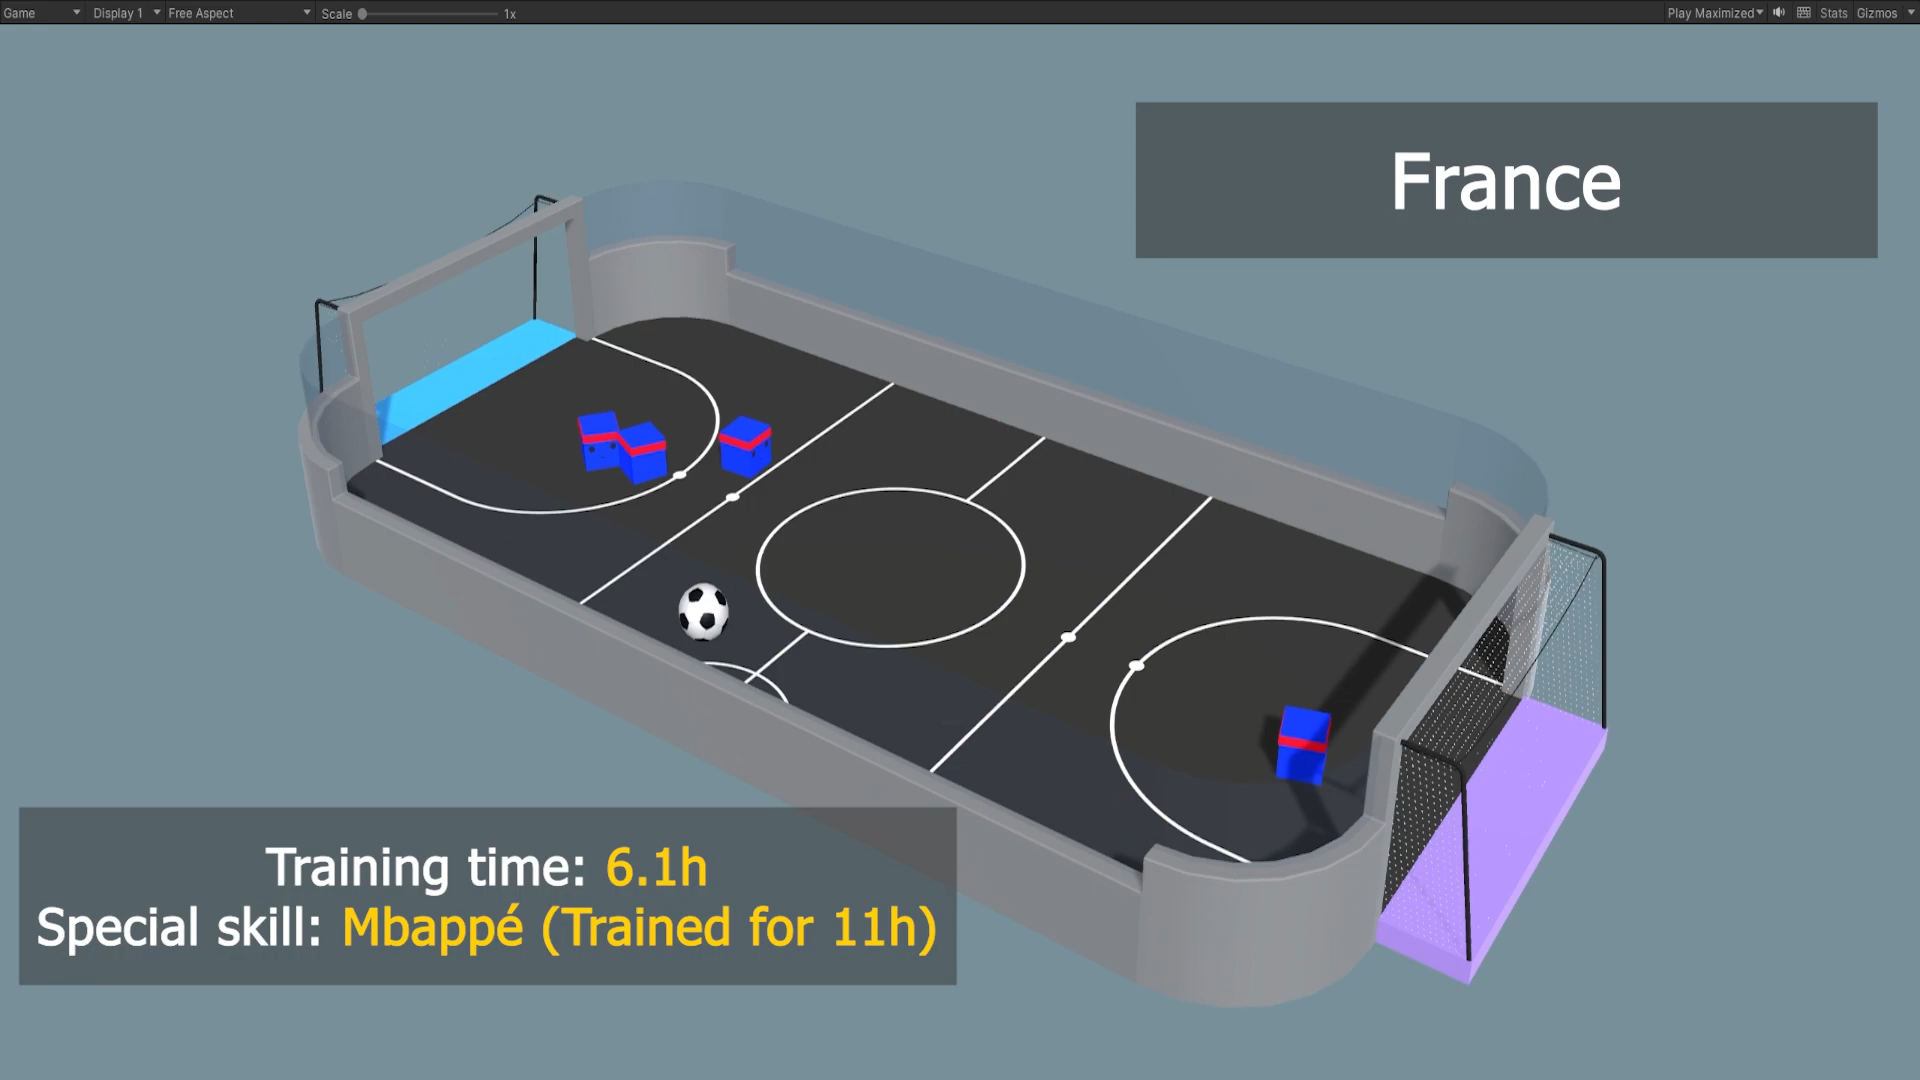 Game Display 1 Free Aspect Scale 1x Play Maximized Stats Gizmos
France
Training time: 6.1h
Special skill: Mbappé (Trained for 11h)